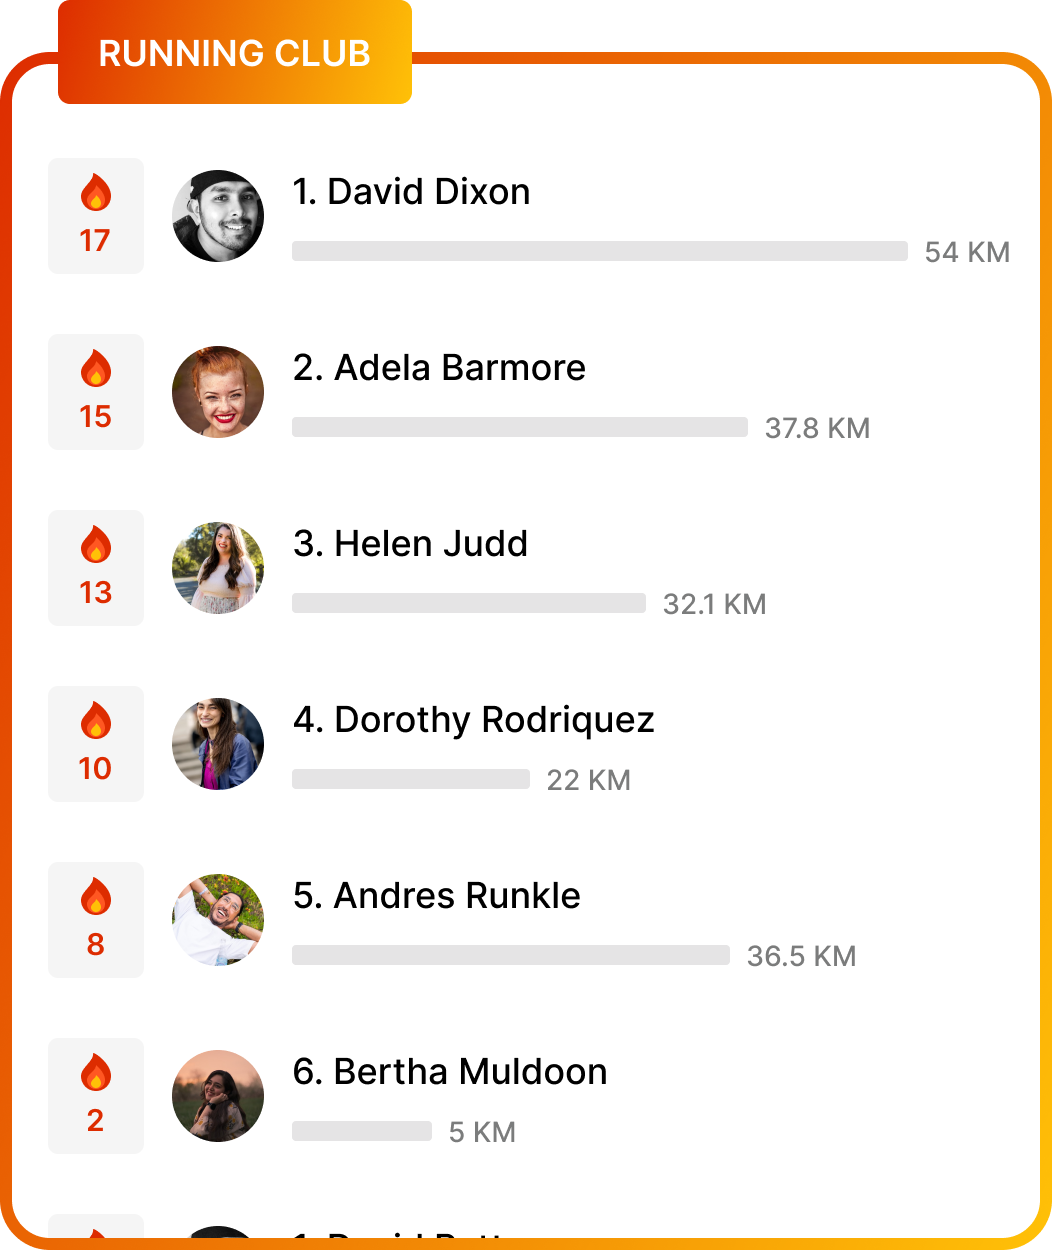 RUNNING CLUB
17
1. David Dixon
54 KM
15
2. Adela Barmore
37.8 KM
13
3. Helen Judd
32.1 KM
10
4. Dorothy Rodriquez
22 KM
8
5. Andres Runkle
36.5 KM
2
6. Bertha Muldoon
5 KM